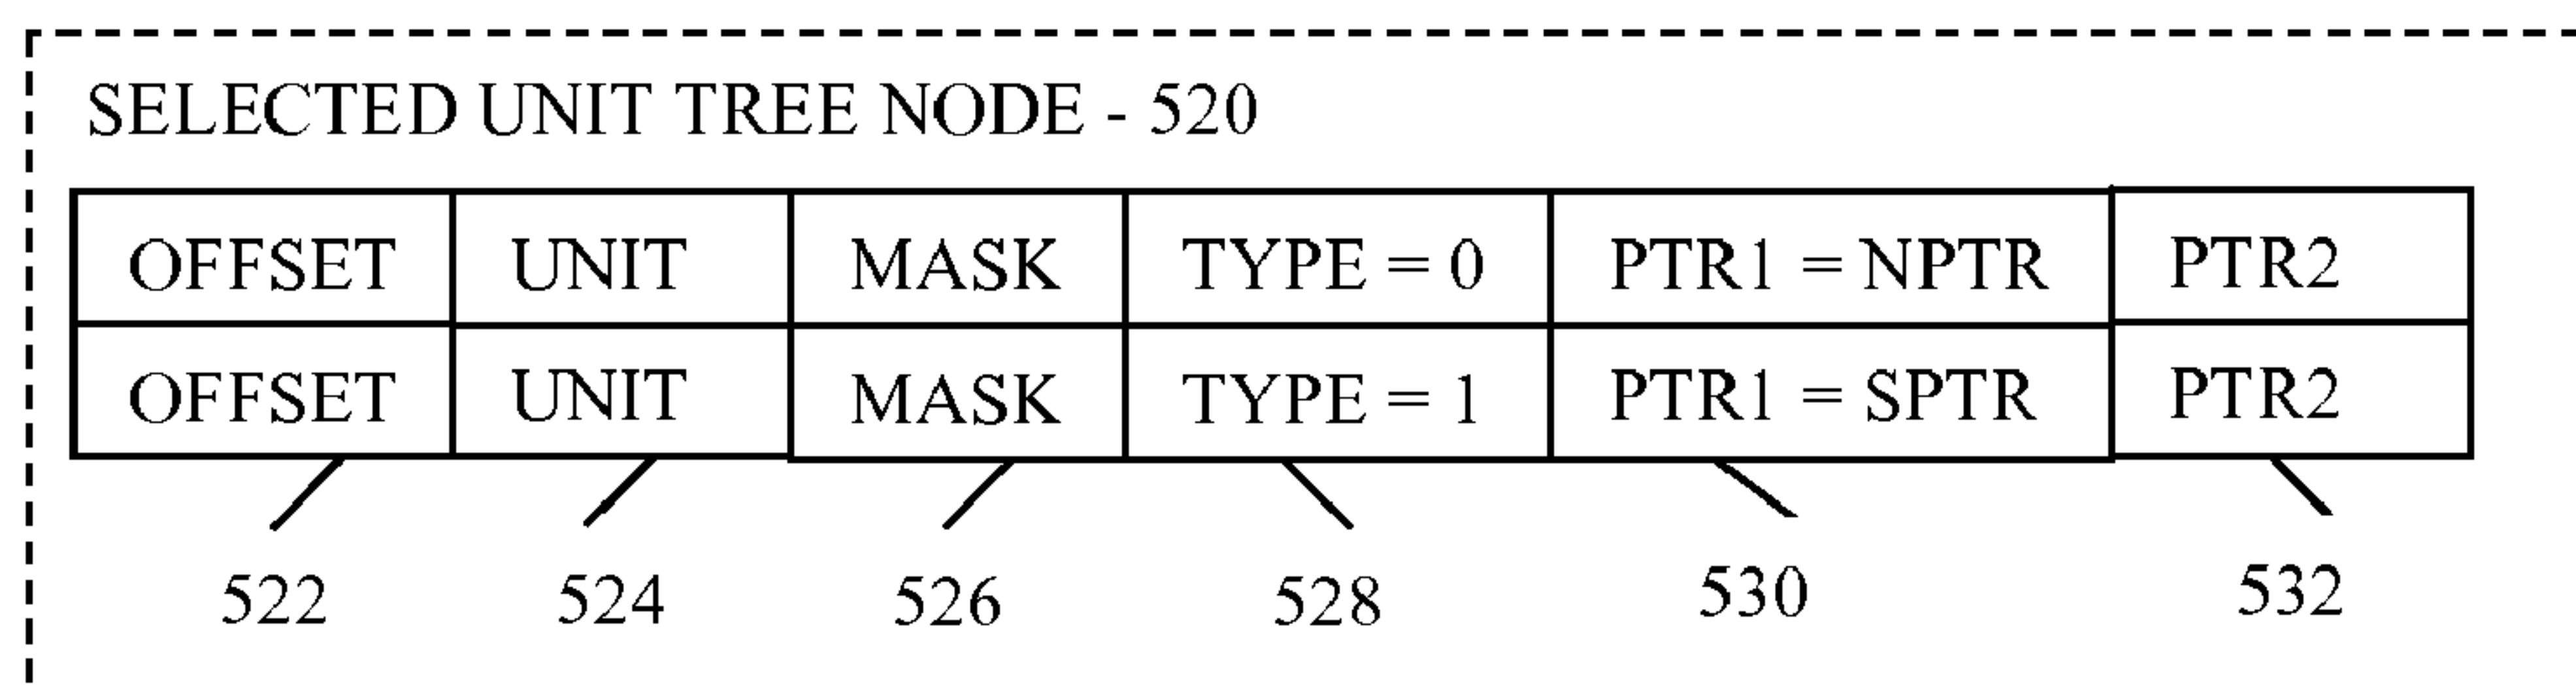 SELECTED UNIT TREE NODE - 520
OFFSET UNIT MASK TYPE = 0 PTR1 = NPTR PTR2
OFFSET UNIT MASK TYPE = 1 PTR1 = SPTR PTR2
522 524 526 528 530 532